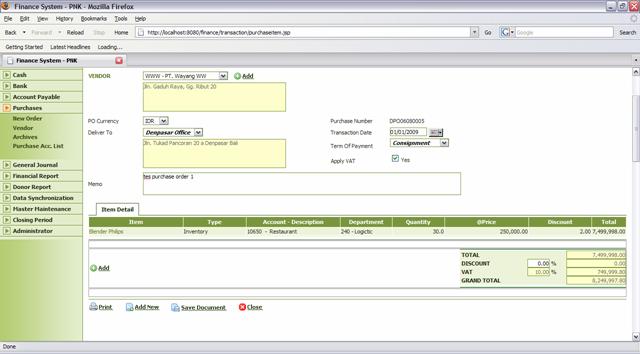 Finance System - PNK - Mozilla Firefox
File Edit View History Bookmarks Tools Help
Back Forward Reload Stop Home http://localhost:8080/finance/transaction/purchaseitem.jsp Go Google Search
Getting Started Latest Headlines Loading...
Finance System - PNK
Cash
Bank
Account Payable
Purchases
New Order
Vendor
Archives
Purchase Acc. List
General Journal
Financial Report
Donor Report
Data Synchronization
Master Maintenance
Closing Period
Administrator
VENDOR WWW - PT. Wayang WW Add
Jln. Gaduh Raya, Gg. Ribut 20
PO Currency IDR Purchase Number DPO06080005
Deliver To Denpasar Office Transaction Date 01/01/2009
Jln. Tukad Pancoran 20 a Denpasar Bali Term Of Payment Consignment
Apply VAT Yes
Memo tes purchase order 1
Item Detail
Item Type Account - Description Department Quantity @Price Discount Total
Blender Philips Inventory 10650 - Restaurant 240 - Logictic 30.0 250,000.00 2.00 7,499,998.00
TOTAL 7,499,998.00
Add DISCOUNT 0.00 % 0.00
VAT 10.00 % 749,999.80
GRAND TOTAL 8,249,997.80
Print Add New Save Document Close
Done